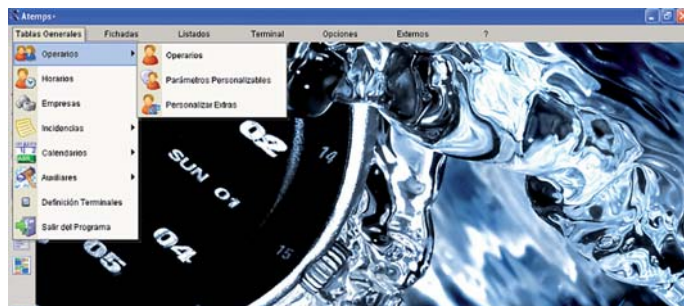 Atemps+
Tablas Generales Fichadas Listados Terminal Opciones Externos ?
Operarios
Horarios
Empresas
Incidencias
Calendarios
Auxiliares
Definición Terminales
Salir del Programa
Operarios
Parámetros Personalizables
Personalizar Extras
02
SUN 01
04
05
14
15